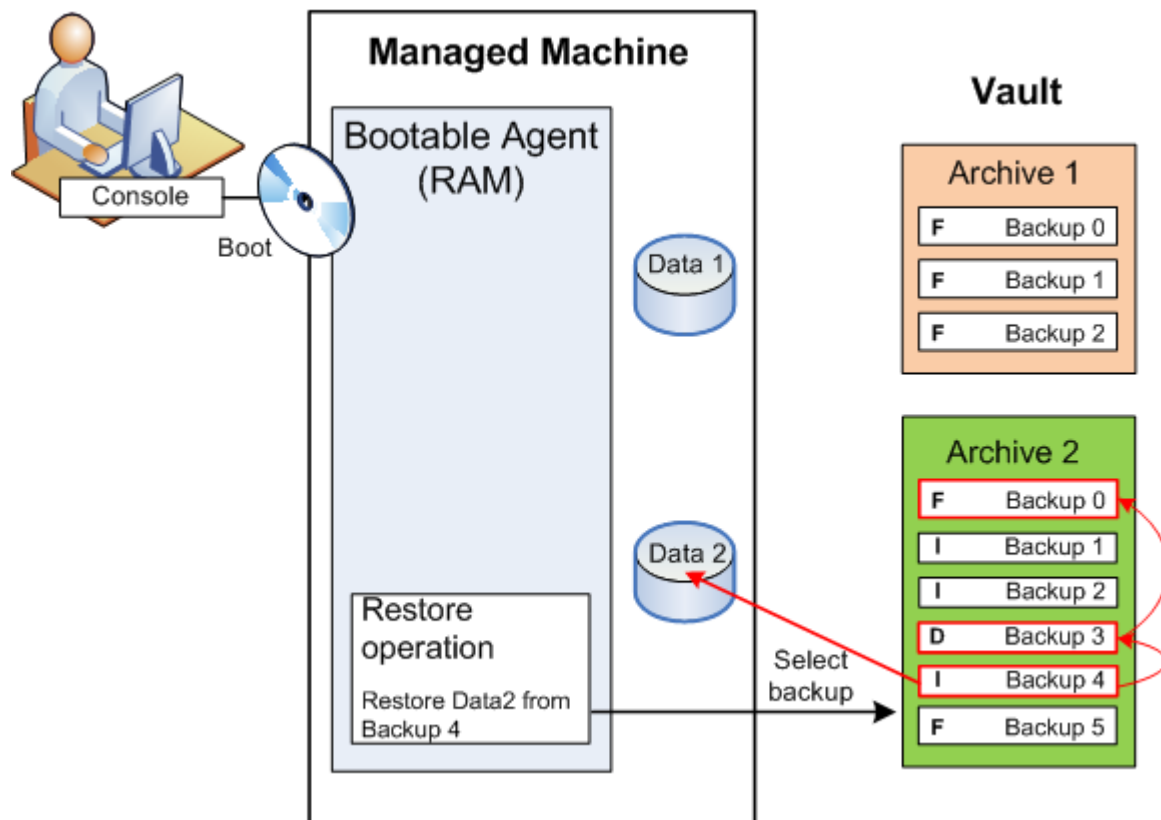 Managed Machine
Bootable Agent
(RAM)
Console
Boot
Data 1
Data 2
Restore
operation
Restore Data2 from
Backup 4
Select
backup
Vault
Archive 1
F Backup 0
F Backup 1
F Backup 2
Archive 2
F Backup 0
I Backup 1
I Backup 2
D Backup 3
I Backup 4
F Backup 5